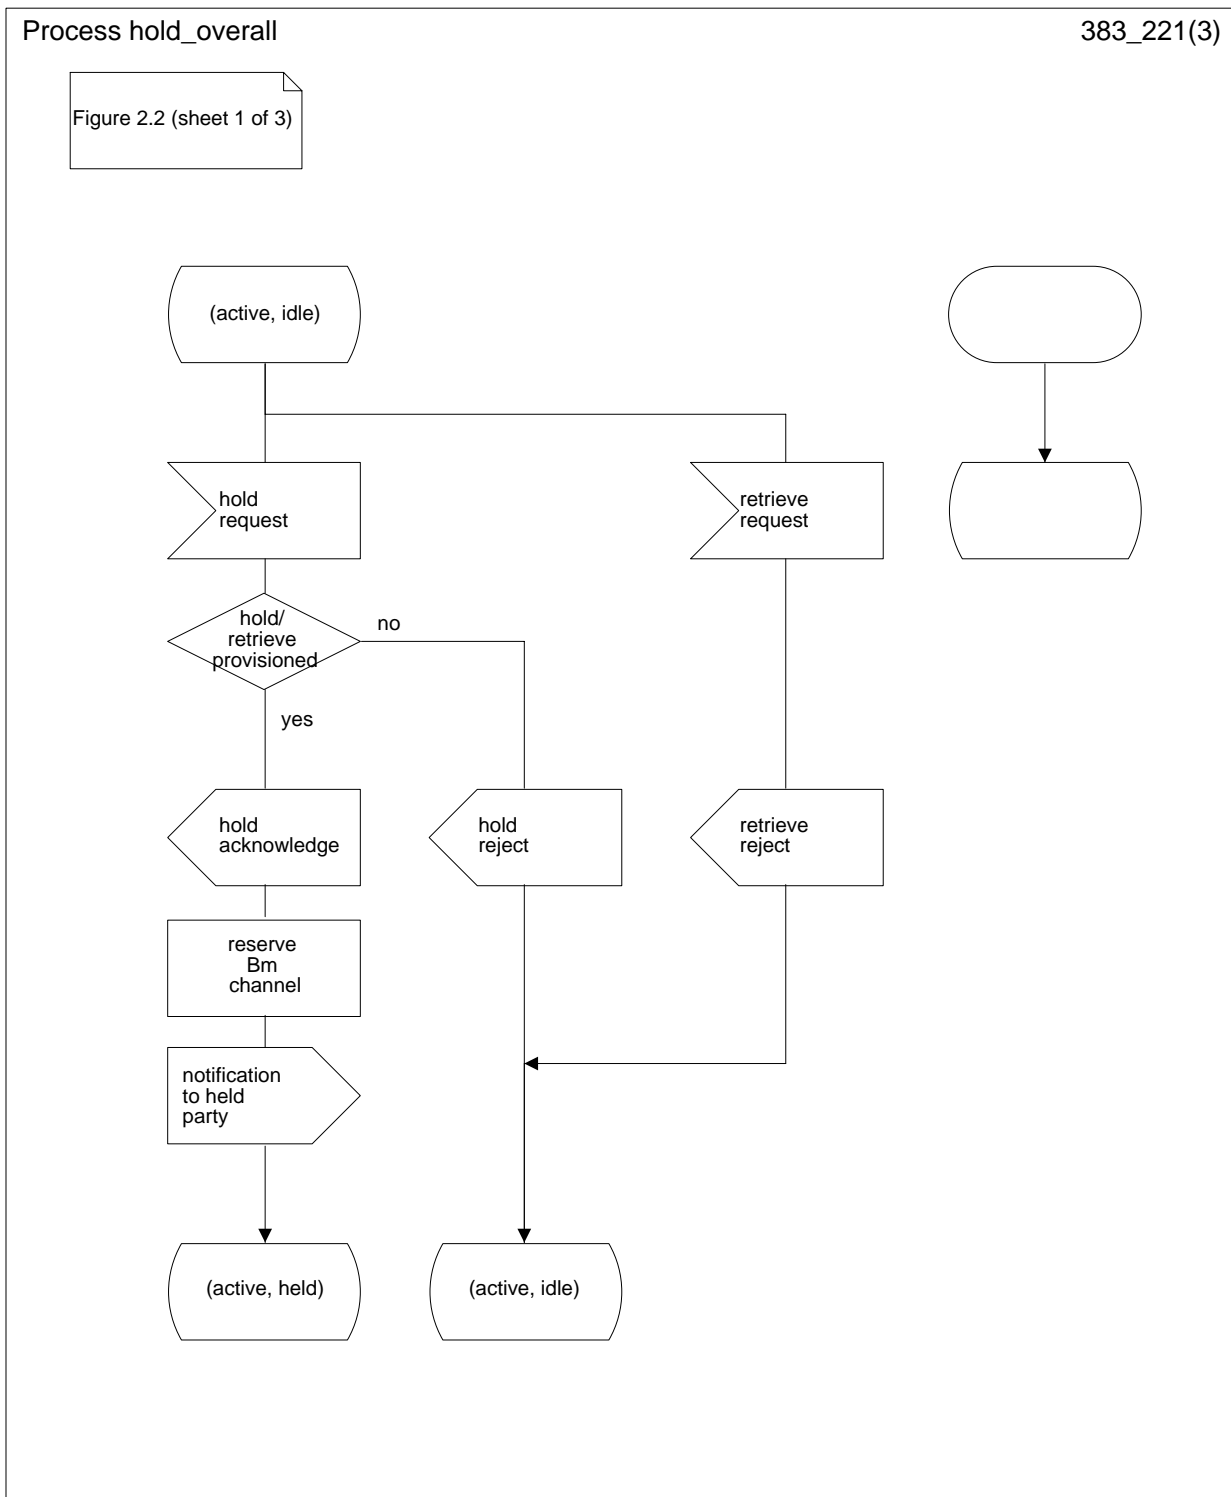 Process hold_overall
383_221(3)
Figure 2.2 (sheet 1 of 3)
(active, idle)
hold
request
retrieve
request
hold/
retrieve
provisioned
no
yes
hold
acknowledge
hold
reject
retrieve
reject
reserve
Bm
channel
notification
to held
party
(active, held)
(active, idle)